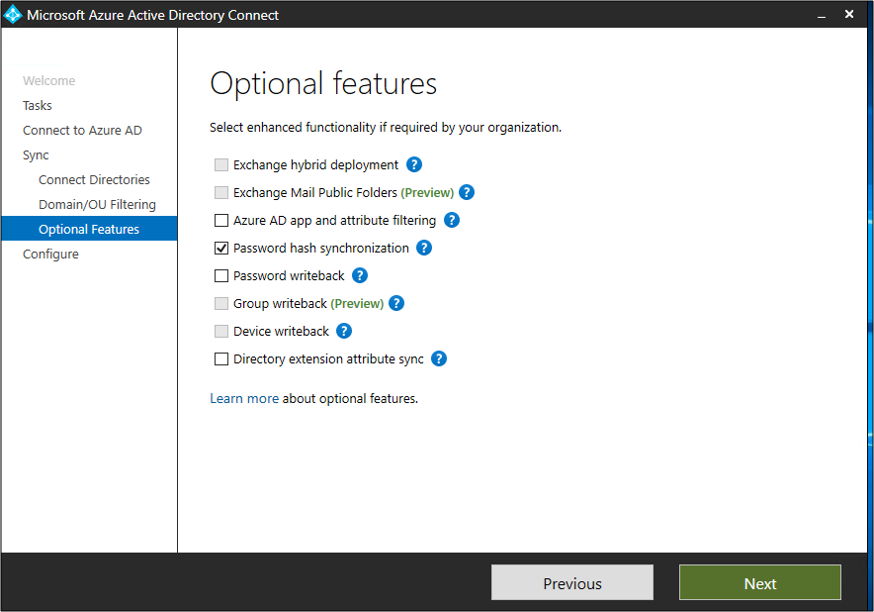 Microsoft Azure Active Directory Connect
Welcome
Tasks
Connect to Azure AD
Sync
Connect Directories
Domain/OU Filtering
Optional Features
Configure
Optional features
Select enhanced functionality if required by your organization.
Exchange hybrid deployment ?
Exchange Mail Public Folders (Preview) ?
Azure AD app and attribute filtering ?
Password hash synchronization ?
Password writeback ?
Group writeback (Preview) ?
Device writeback ?
Directory extension attribute sync ?
Learn more about optional features.
Previous
Next